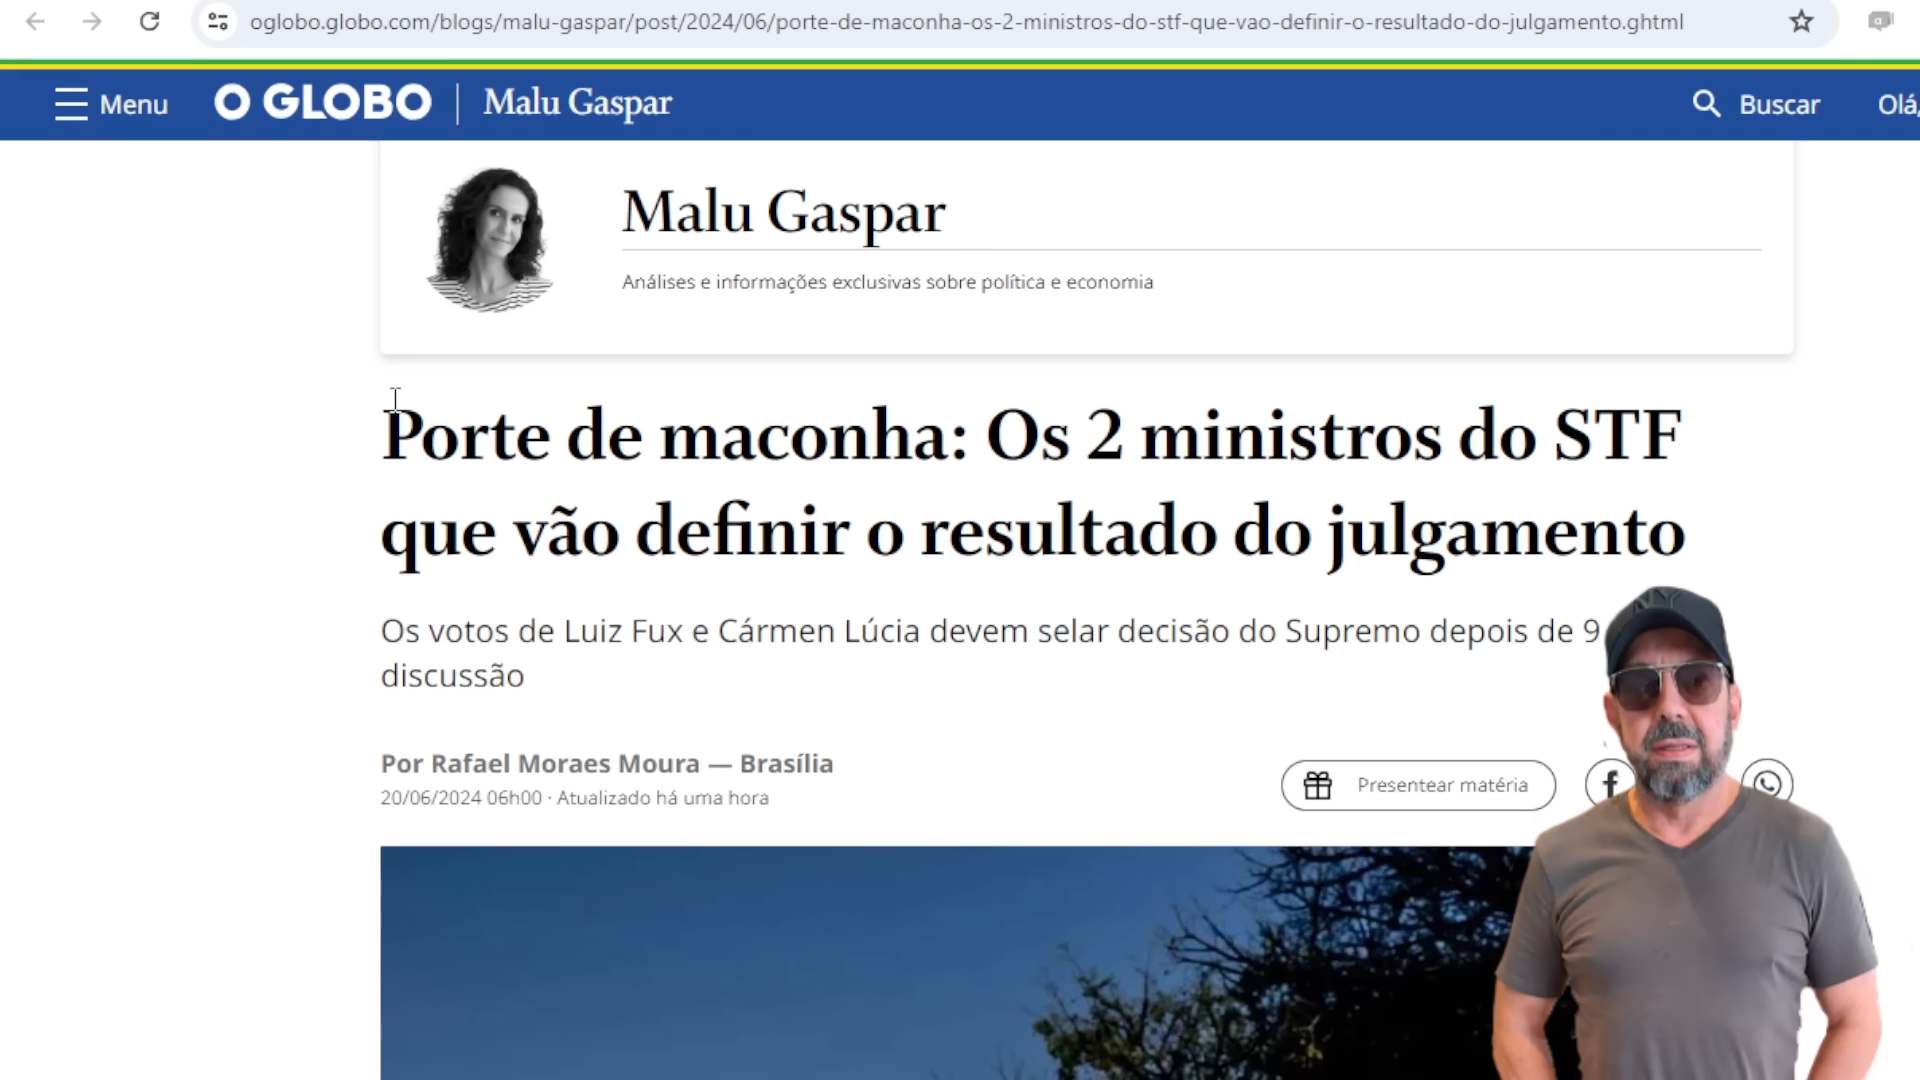 oglobo.globo.com/blogs/malu-gaspar/post/2024/06/porte-de-maconha-os-2-ministros-do-stf-que-vao-definir-o-resultado-do-julgamento.ghtml
Menu O GLOBO Malu Gaspar Buscar Olá,
Malu Gaspar
Análises e informações exclusivas sobre política e economia
Porte de maconha: Os 2 ministros do STF
que vão definir o resultado do julgamento
Os votos de Luiz Fux e Cármen Lúcia devem selar decisão do Supremo depois de 9
discussão
Por Rafael Moraes Moura — Brasília
20/06/2024 06h00 · Atualizado há uma hora
Presentear matéria
NY